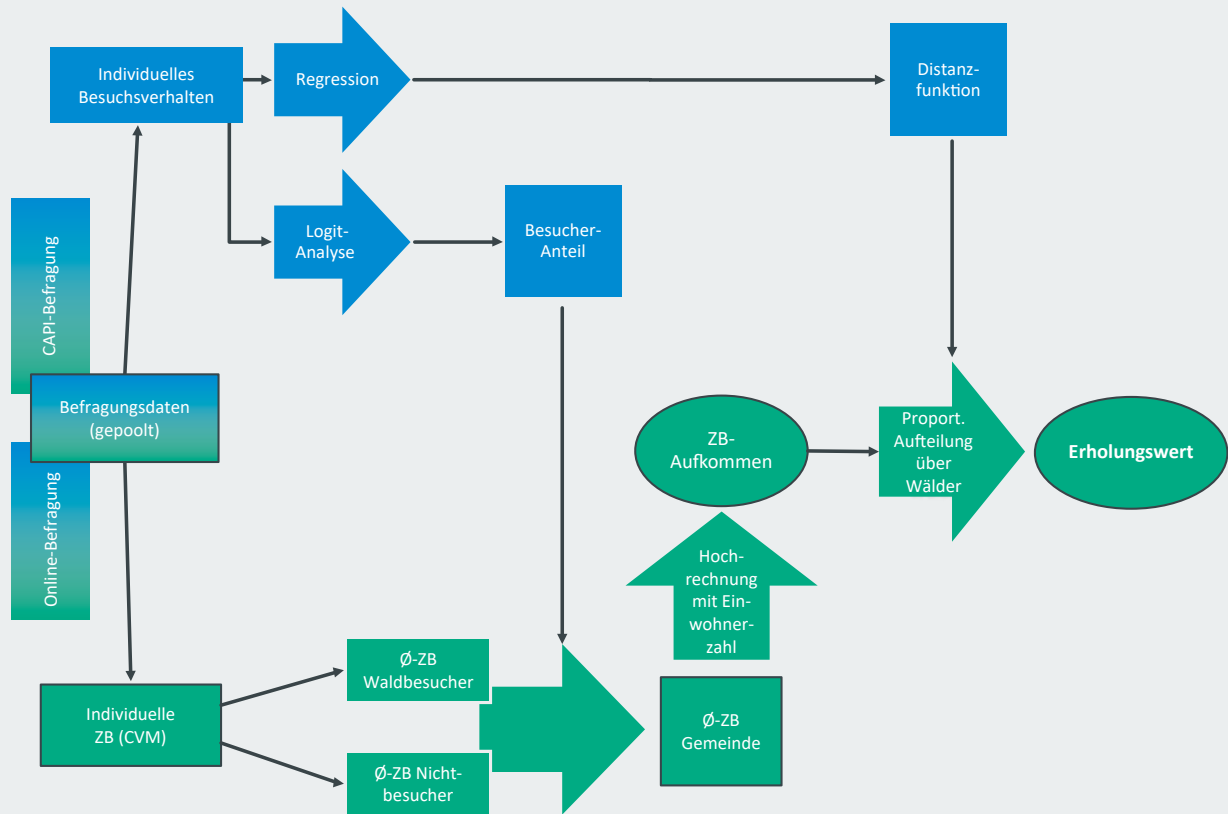 Individuelles
Besuchsverhalten
Regression
Distanz-
funktion
Logit-
Analyse
Besucher-
Anteil
CAPI-Befragung
Befragungsdaten
(gepoolt)
Online-Befragung
ZB-
Aufkommen
Proport.
Aufteilung
über
Wälder
Erholungswert
Hoch-
rechnung
mit Ein-
wohner-
zahl
Ø-ZB
Waldbesucher
Individuelle
ZB (CVM)
Ø-ZB
Gemeinde
Ø-ZB Nicht-
besucher